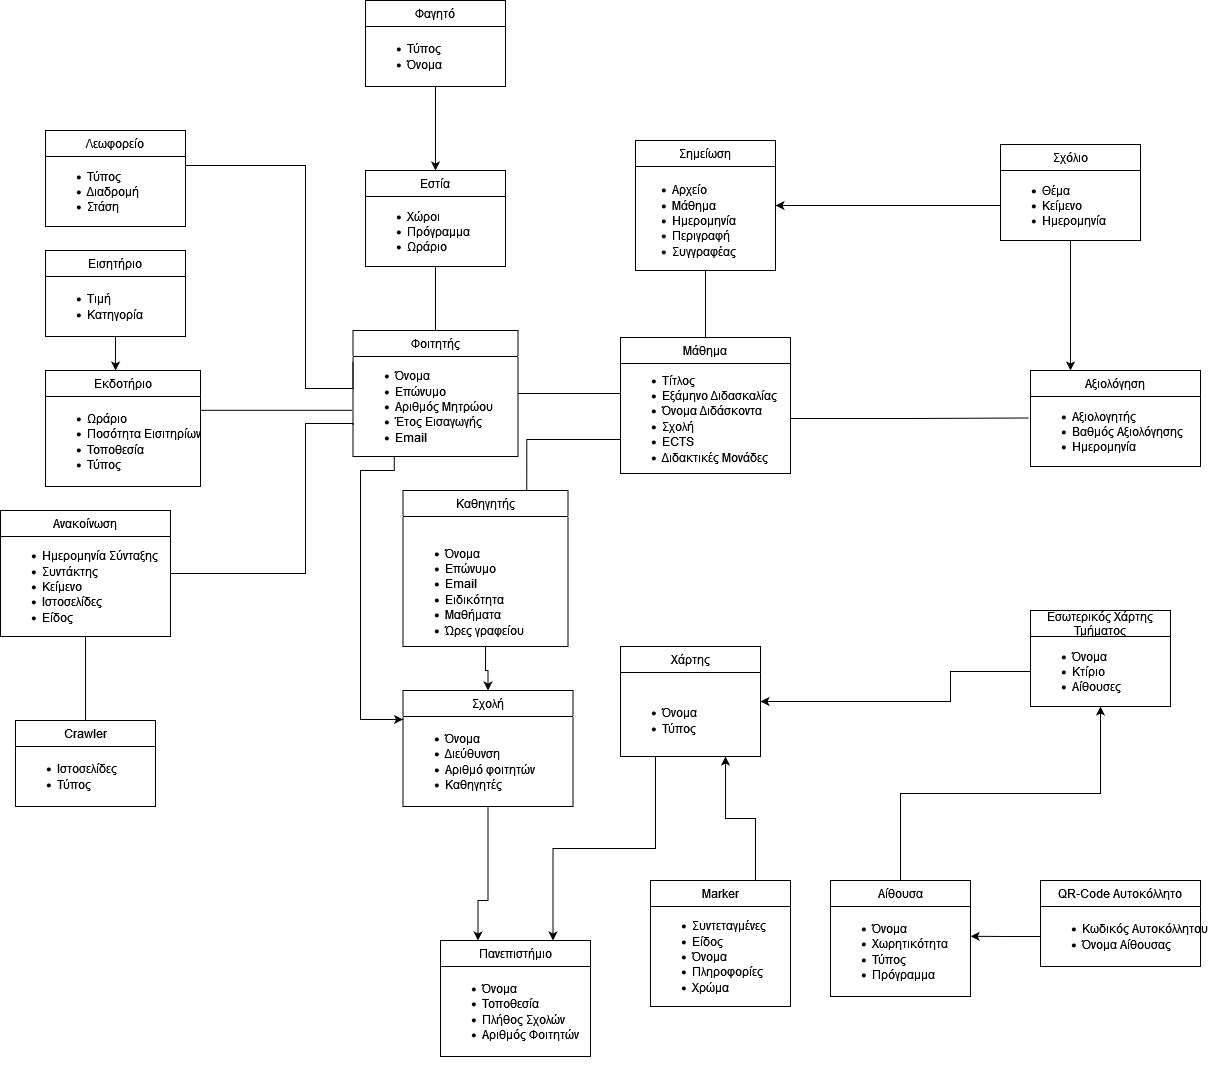 Φαγητό
Τύπος
Όνομα
Λεωφορείο
Τύπος
Διαδρομή
Στάση
Εστία
Χώροι
Πρόγραμμα
Ωράριο
Σημείωση
Αρχείο
Μάθημα
Ημερομηνία
Περιγραφή
Συγγραφέας
Σχόλιο
Θέμα
Κείμενο
Ημερομηνία
Εισητήριο
Τιμή
Κατηγορία
Εκδοτήριο
Ωράριο
Ποσότητα Εισιτηρίων
Τοποθεσία
Τύπος
Φοιτητής
Όνομα
Επώνυμο
Αριθμός Μητρώου
Έτος Εισαγωγής
Email
Μάθημα
Τίτλος
Εξάμηνο Διδασκαλίας
Όνομα Διδάσκοντα
Σχολή
ECTS
Διδακτικές Μονάδες
Αξιολόγηση
Αξιολογητής
Βαθμός Αξιολόγησης
Ημερομηνία
Ανακοίνωση
Ημερομηνία Σύνταξης
Συντάκτης
Κείμενο
Ιστοσελίδες
Είδος
Καθηγητής
Όνομα
Επώνυμο
Email
Ειδικότητα
Μαθήματα
Ώρες γραφείου
Crawler
Ιστοσελίδες
Τύπος
Σχολή
Όνομα
Διεύθυνση
Αριθμό φοιτητών
Καθηγητές
Χάρτης
Όνομα
Τύπος
Εσωτερικός Χάρτης
Τμήματος
Όνομα
Κτίριο
Αίθουσες
Marker
Συντεταγμένες
Είδος
Όνομα
Πληροφορίες
Χρώμα
Αίθουσα
Όνομα
Χωρητικότητα
Τύπος
Πρόγραμμα
QR-Code Αυτοκόλλητο
Κωδικός Αυτοκόλλητου
Όνομα Αίθουσας
Πανεπιστήμιο
Όνομα
Τοποθεσία
Πλήθος Σχολών
Αριθμός Φοιτητών